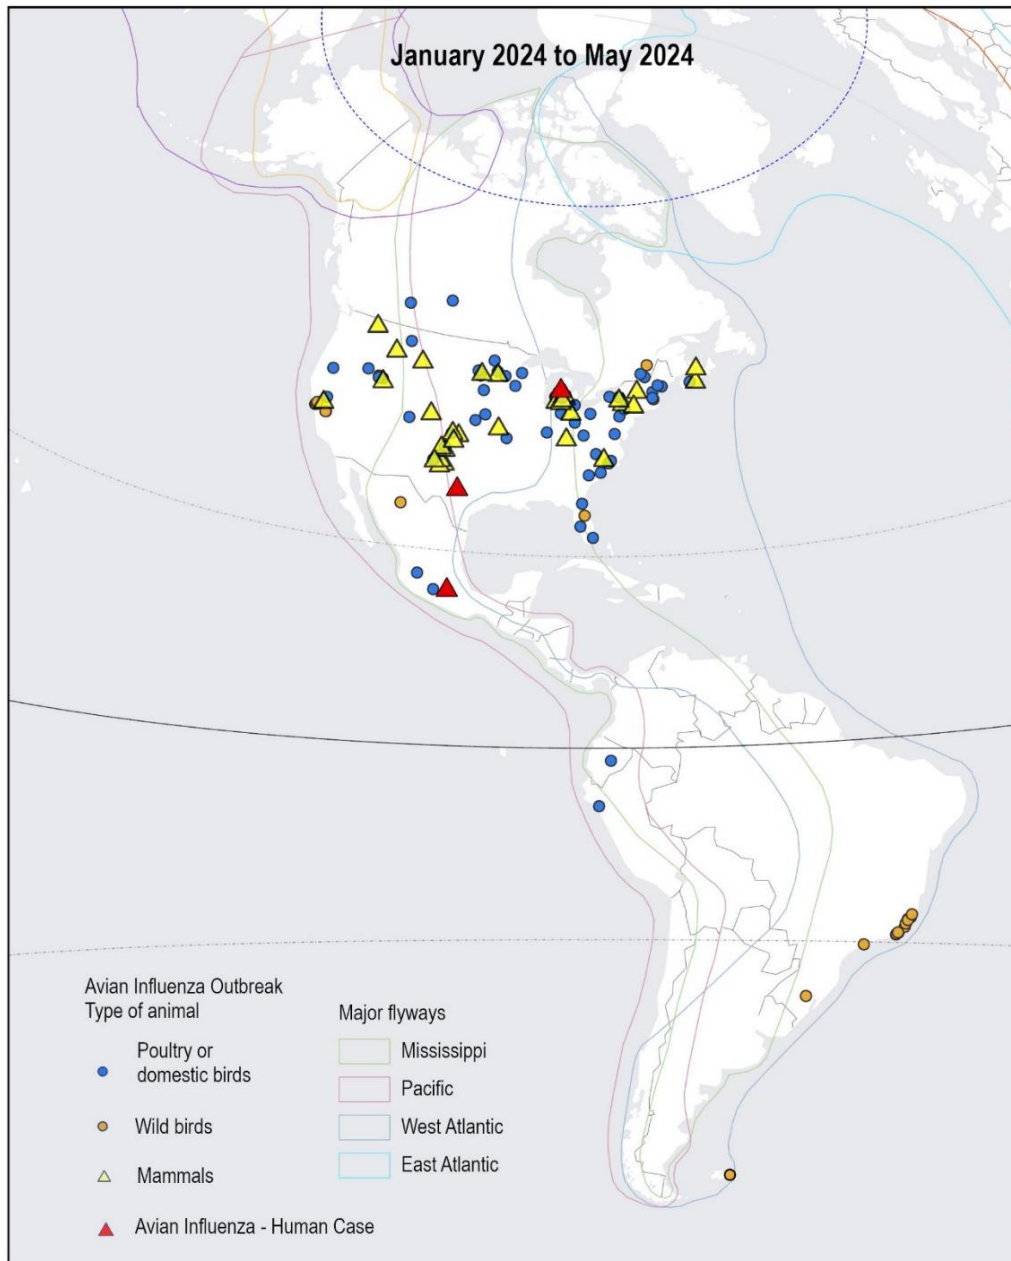 January 2024 to May 2024
Avian Influenza Outbreak
Type of animal
Poultry or
domestic birds
Wild birds
Mammals
Avian Influenza - Human Case
Major flyways
Mississippi
Pacific
West Atlantic
East Atlantic